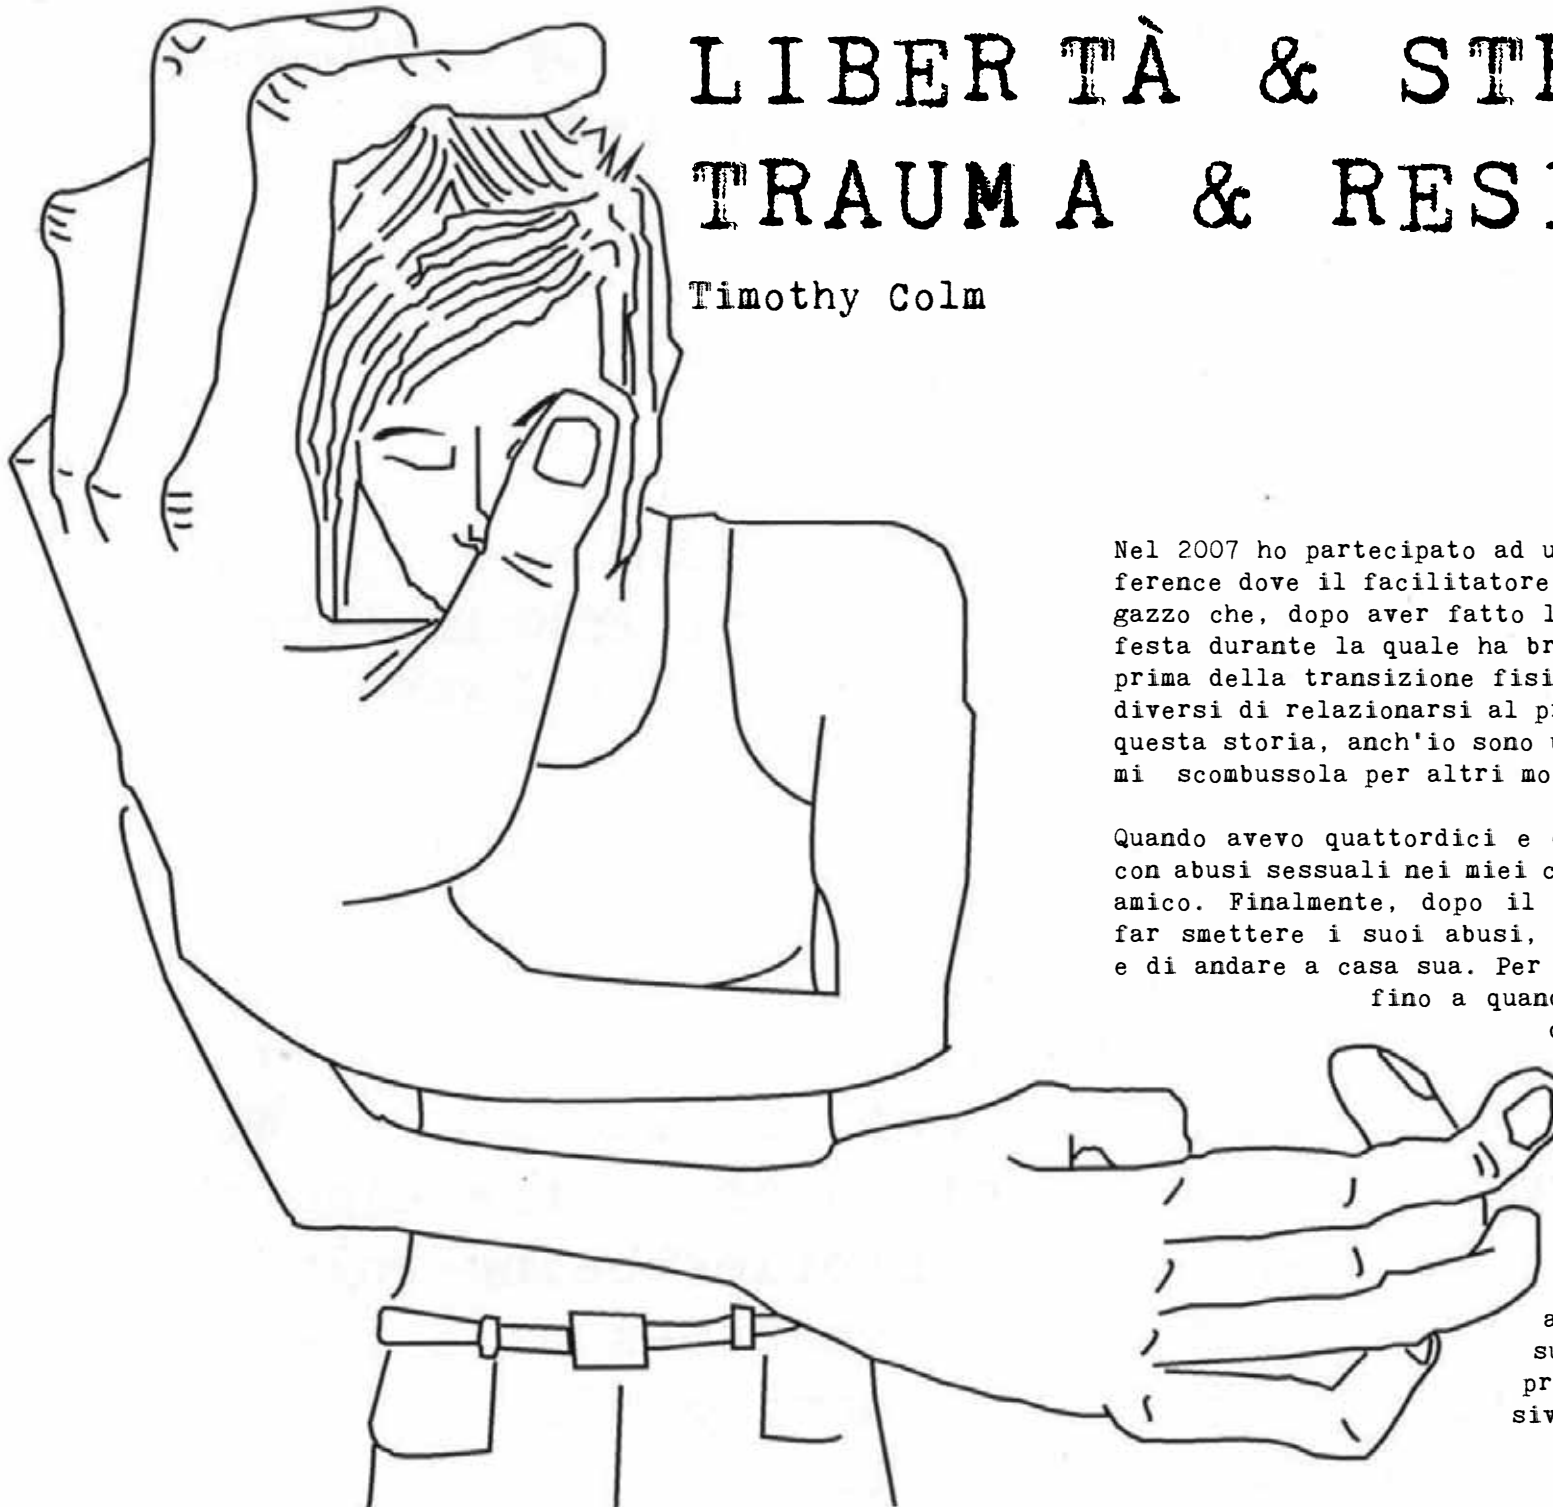 LIBERTÀ & STR
TRAUMA & RESI
Timothy Colm
Nel 2007 ho partecipato ad u
ference dove il facilitatore
gazzo che, dopo aver fatto l
festa durante la quale ha br
prima della transizione fisi
diversi di relazionarsi al p
questa storia, anch'io sono u
mi scombussola per altri mo
Quando avevo quattordici e
con abusi sessuali nei miei c
amico. Finalmente, dopo il
far smettere i suoi abusi,
e di andare a casa sua. Per
fino a quand
a
su
pr
siv